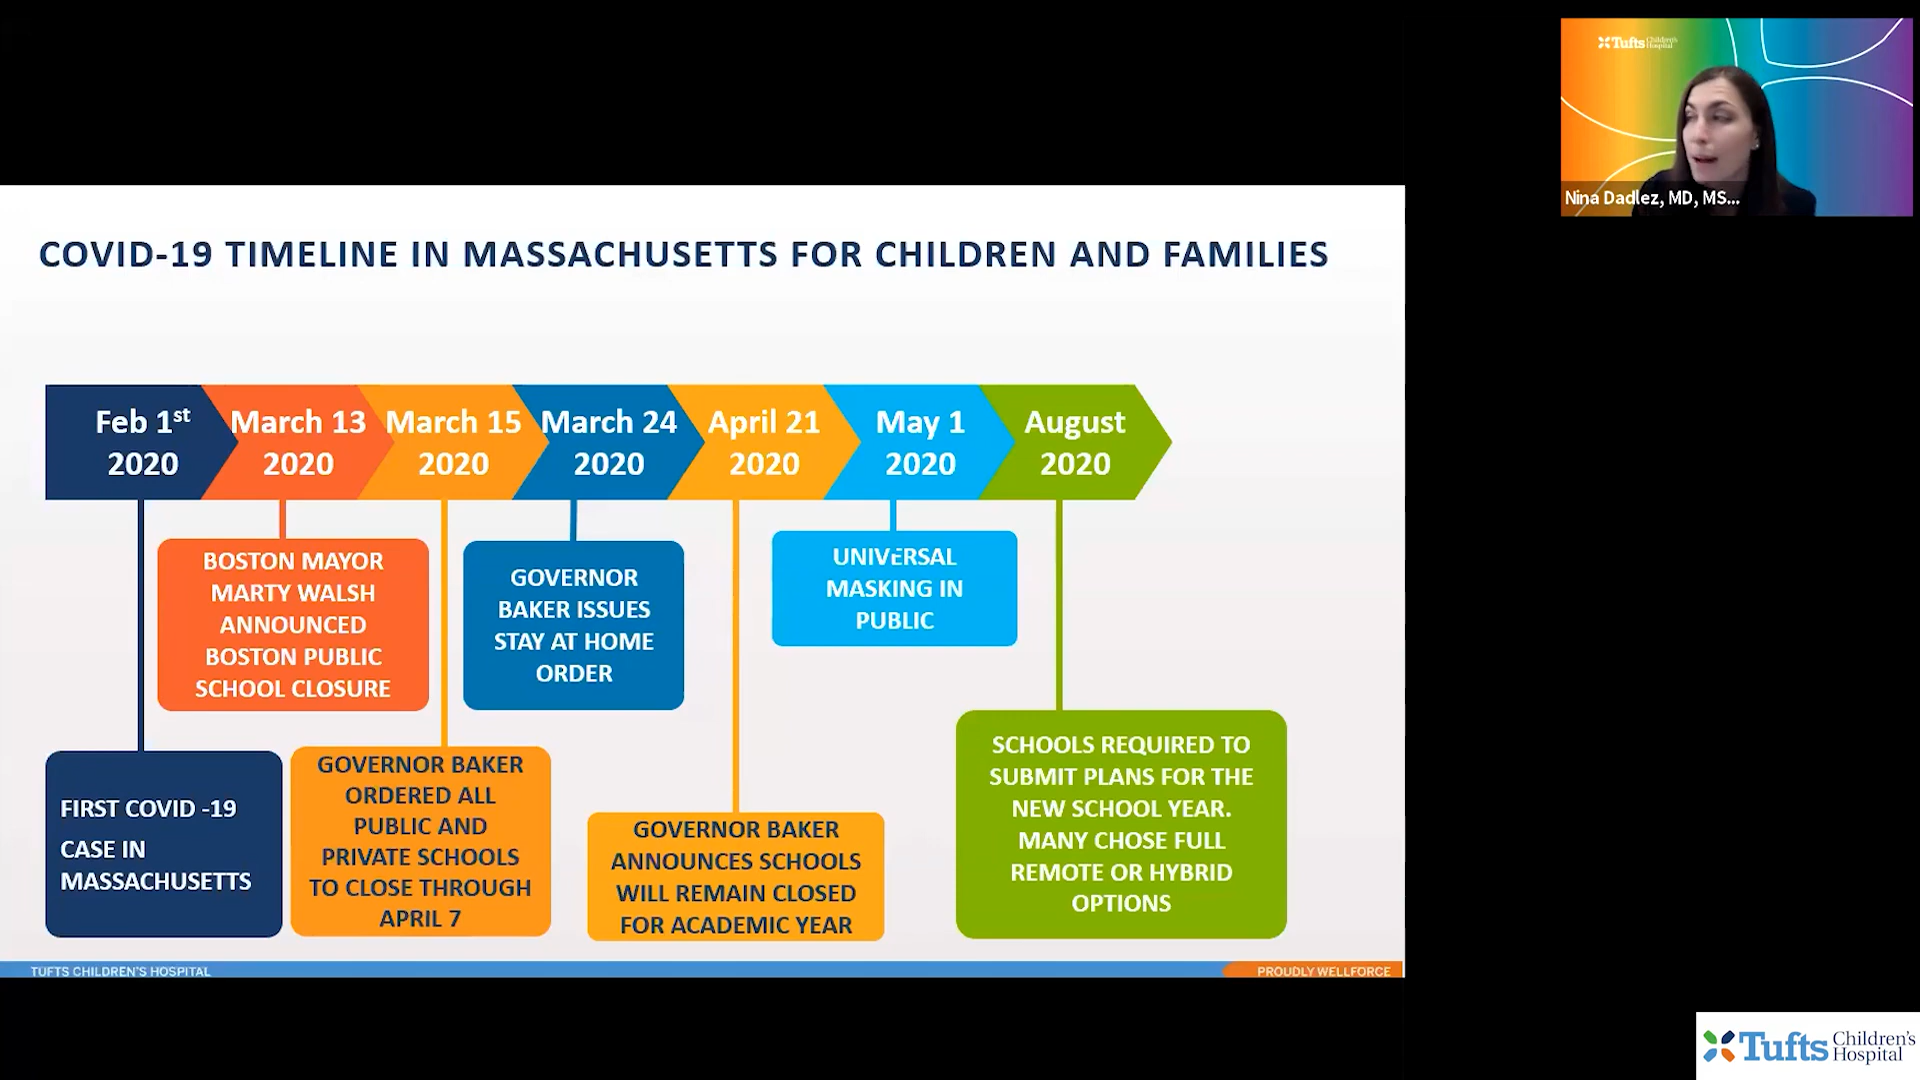 Tufts Children's Hospital
Nina Dadlez, MD, MS...
COVID-19 TIMELINE IN MASSACHUSETTS FOR CHILDREN AND FAMILIES
Feb 1st
2020
March 13
2020
March 15
2020
March 24
2020
April 21
2020
May 1
2020
August
2020
BOSTON MAYOR
MARTY WALSH
ANNOUNCED
BOSTON PUBLIC
SCHOOL CLOSURE
GOVERNOR
BAKER ISSUES
STAY AT HOME
ORDER
UNIVERSAL
MASKING IN
PUBLIC
FIRST COVID -19
CASE IN
MASSACHUSETTS
GOVERNOR BAKER
ORDERED ALL
PUBLIC AND
PRIVATE SCHOOLS
TO CLOSE THROUGH
APRIL 7
GOVERNOR BAKER
ANNOUNCES SCHOOLS
WILL REMAIN CLOSED
FOR ACADEMIC YEAR
SCHOOLS REQUIRED TO
SUBMIT PLANS FOR THE
NEW SCHOOL YEAR.
MANY CHOSE FULL
REMOTE OR HYBRID
OPTIONS
TUFTS CHILDREN'S HOSPITAL
PROUDLY WELLFORCE
Tufts Children's
Hospital